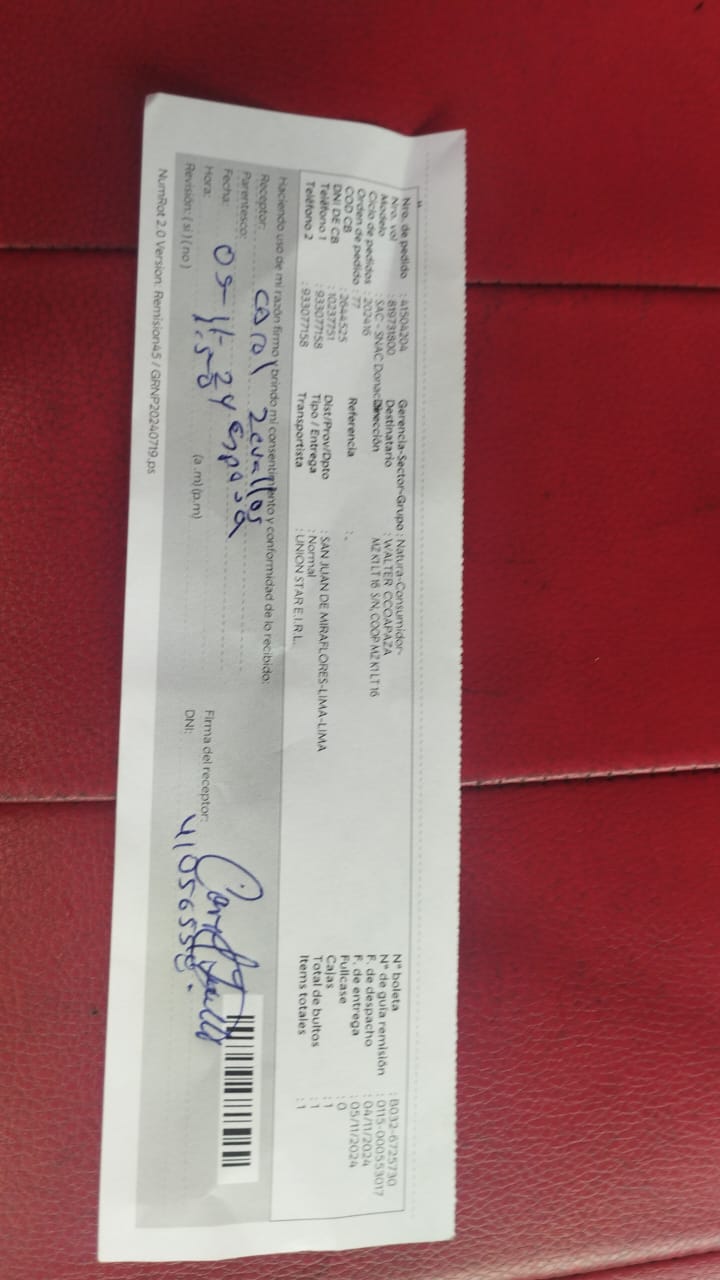 Nro. de pedido : 41504204
Nro. vol : 819731800
Modelo : SAC - SNAC Donac
Ciclo de pedidos : 202416
Orden de pedido : 77
COD CB : 2644525
DNI DE CB : 10237751
Teléfono 1 : 933077158
Teléfono 2 : 933077158
Gerencia-Sector-Grupo : Natura-Consumidor-
Destinatario : WALTER CCOAPAZA
Dirección MZ K1 LT 16 S/N, COOP MZ K1 LT 16
Referencia : .
Dist/Prov/Dpto : SAN JUAN DE MIRAFLORES-LIMA-LIMA
Tipo / Entrega : Normal
Transportista : UNION STAR E.I.R.L.
N° boleta : B032-6725730
N° de guía remisión : 0115-000553017
F. de despacho : 04/11/2024
F. de entrega : 05/11/2024
Fullcase : 0
Cajas : 1
Total de bultos : 1
Items totales : 1
Haciendo uso de mi razón firmo y brindo mi consentimiento y conformidad de lo recibido:
Receptor: Carol Zevallos
Parentesco: Esposa
Fecha: 05-11-24
Hora: (a.m) (p.m)
Revisión: ( si ) ( no )
Firma del receptor:
DNI:
NumRot 2.0 Version: Remision45 / GRNP20240719.ps